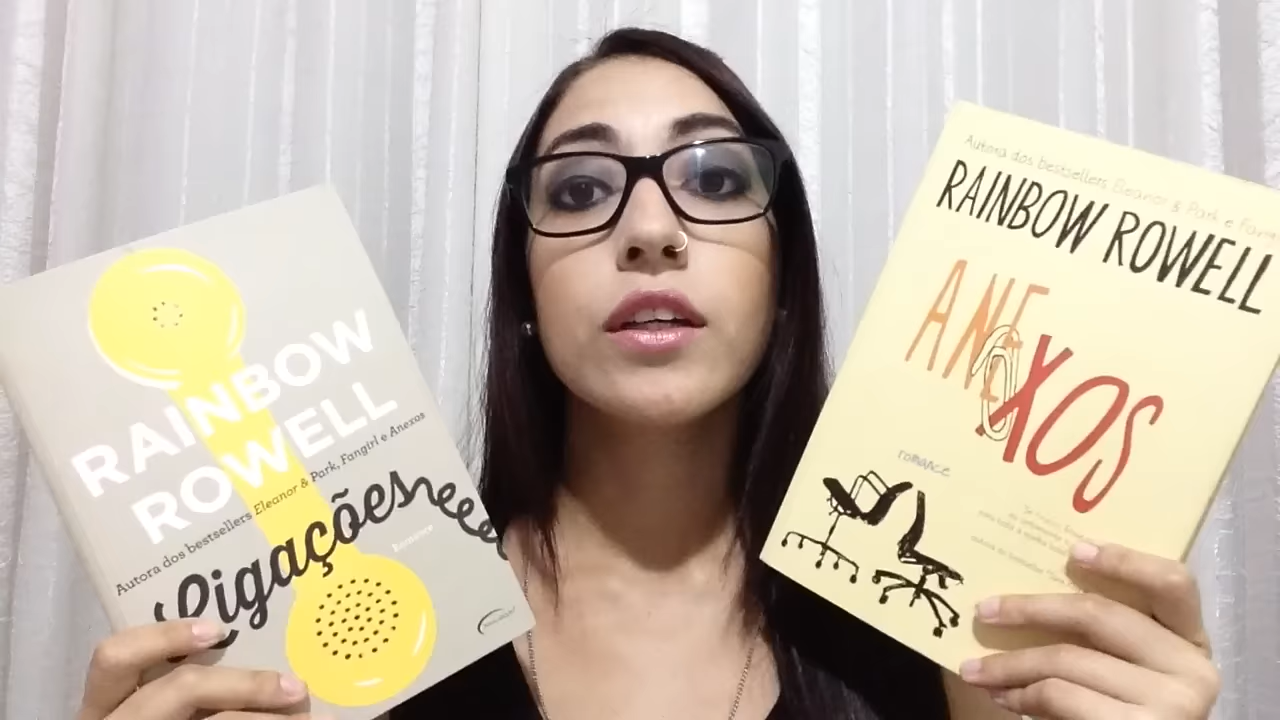 RAINBOW
ROWELL
Autora dos bestsellers Eleanor & Park, Fangirl e Anexos
Ligações
Romance
Autora dos bestsellers Eleanor & Park e Fang
RAINBOW ROWELL
ANEXOS
romance